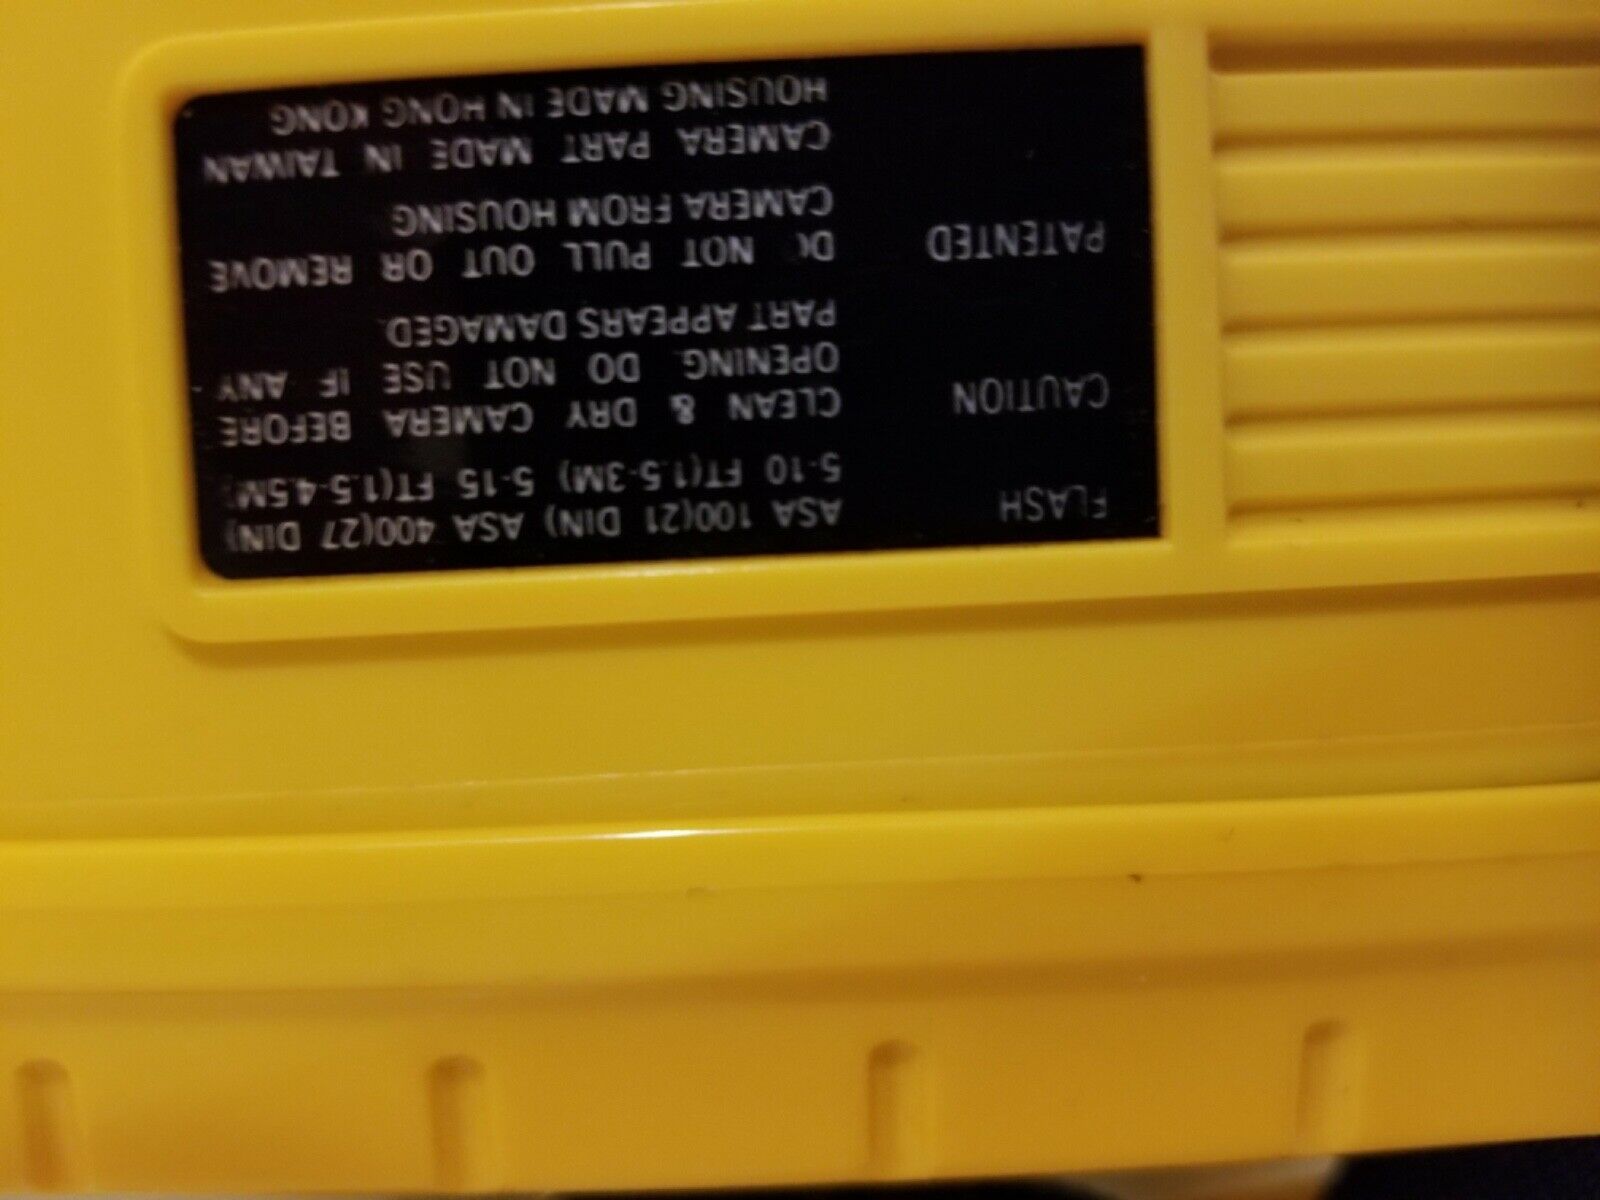 FLASH ASA 100(21 DIN) ASA 400(27 DIN)
5-10 FT(1.5-3M) 5-15 FT(1.5-4.5M)
CAUTION CLEAN & DRY CAMERA BEFORE
OPENING. DO NOT USE IF ANY
PART APPEARS DAMAGED.
PATENTED DO NOT PULL OUT OR REMOVE
CAMERA FROM HOUSING
CAMERA PART MADE IN TAIWAN
HOUSING MADE IN HONG KONG